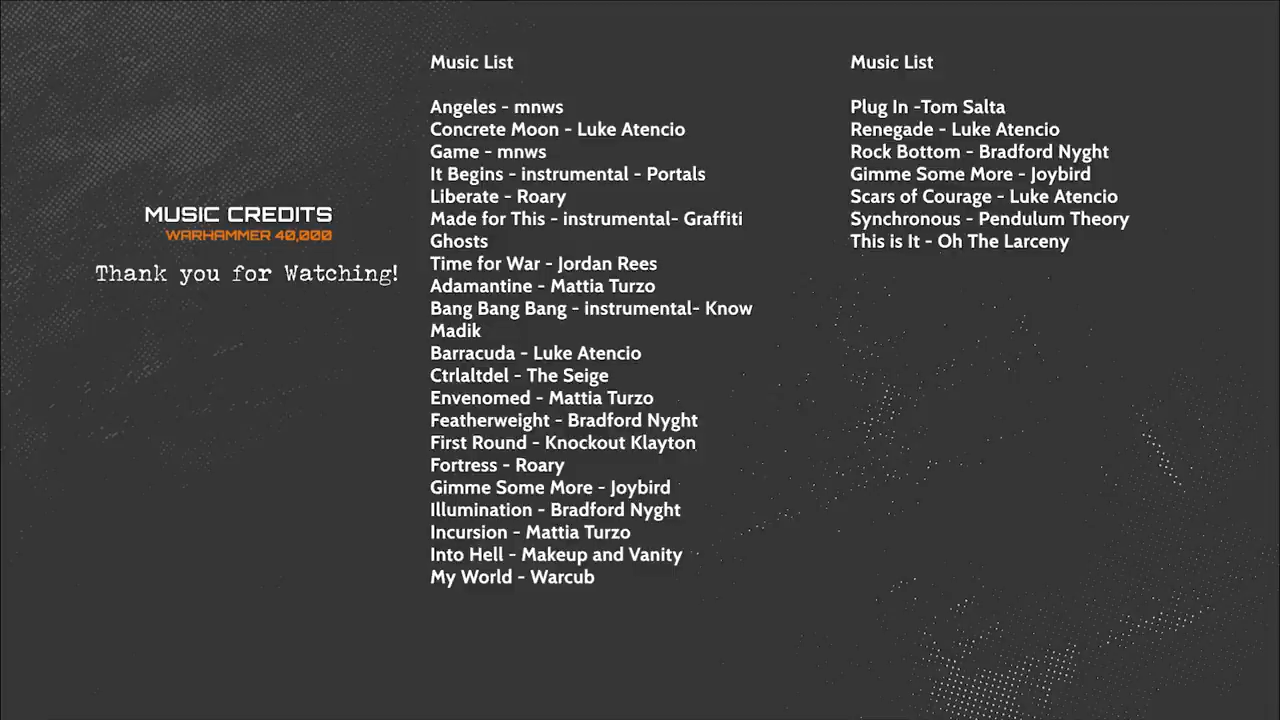 MUSIC CREDITS
WARHAMMER 40,000
Thank you for Watching!
Music List
Angeles - mnws
Concrete Moon - Luke Atencio
Game - mnws
It Begins - instrumental - Portals
Liberate - Roary
Made for This - instrumental- Graffiti
Ghosts
Time for War - Jordan Rees
Adamantine - Mattia Turzo
Bang Bang Bang - instrumental- Know
Madik
Barracuda - Luke Atencio
Ctrlaltdel - The Seige
Envenomed - Mattia Turzo
Featherweight - Bradford Nyght
First Round - Knockout Klayton
Fortress - Roary
Gimme Some More - Joybird
Illumination - Bradford Nyght
Incursion - Mattia Turzo
Into Hell - Makeup and Vanity
My World - Warcub
Music List
Plug In -Tom Salta
Renegade - Luke Atencio
Rock Bottom - Bradford Nyght
Gimme Some More - Joybird
Scars of Courage - Luke Atencio
Synchronous - Pendulum Theory
This is It - Oh The Larceny